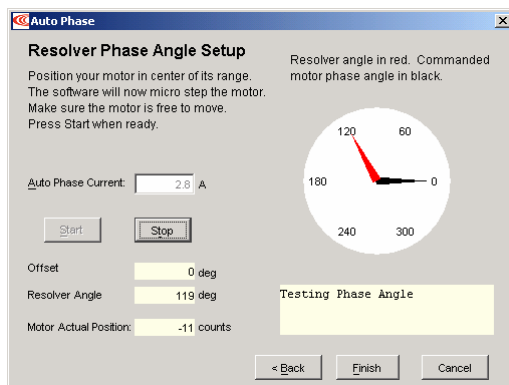 Auto Phase
Resolver Phase Angle Setup
Position your motor in center of its range.
The software will now micro step the motor.
Make sure the motor is free to move.
Press Start when ready.
Resolver angle in red. Commanded
motor phase angle in black.
120 60
180 0
240 300
Auto Phase Current: 2.8 A
Start Stop
Offset 0 deg
Resolver Angle 119 deg
Motor Actual Position: -11 counts
Testing Phase Angle
< Back Finish Cancel